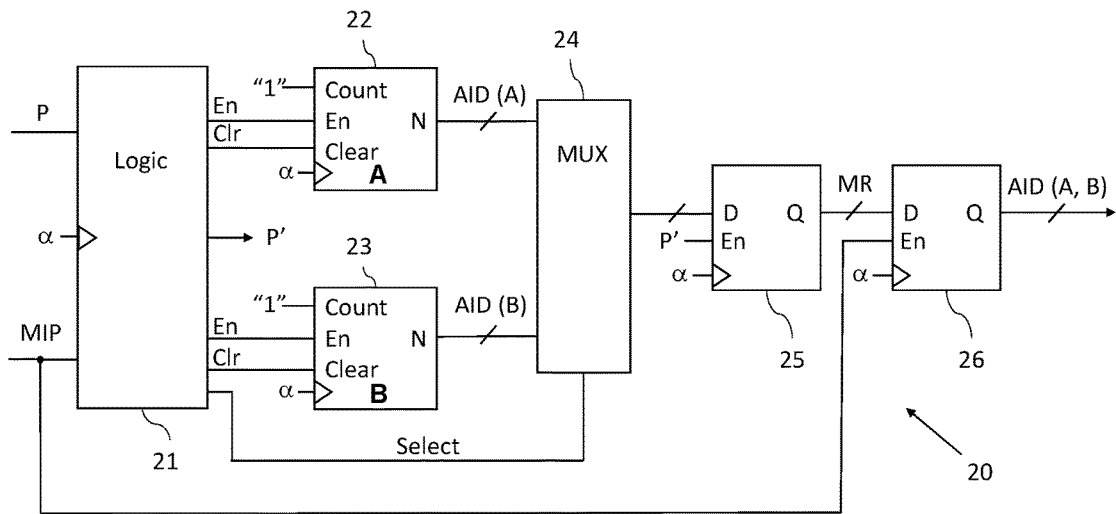 22
24
"1"
Count
AID (A)
P
En
En
N
Clr
Clear
Logic
MUX
α
A
MR
AID (A, B)
D
Q
D
Q
α
P'
P'
En
En
23
α
α
"1"
Count
AID (B)
MIP
En
En
N
25
26
Clr
Clear
α
B
21
Select
20